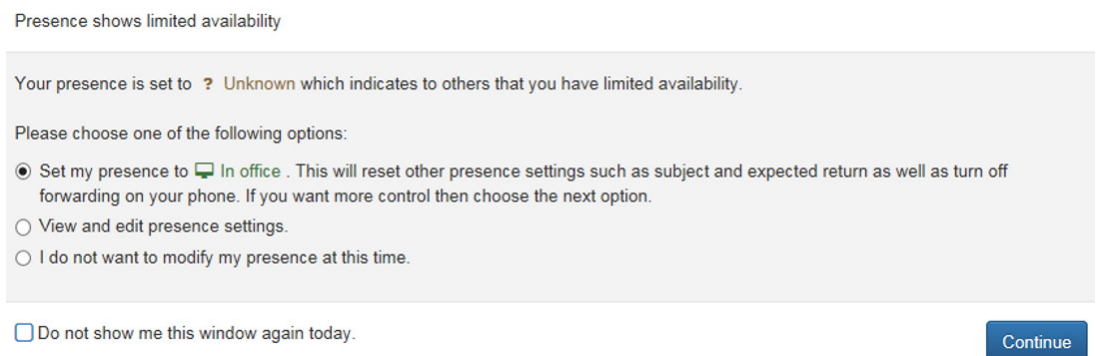 Presence shows limited availability
Your presence is set to ? Unknown which indicates to others that you have limited availability.
Please choose one of the following options:
Set my presence to In office . This will reset other presence settings such as subject and expected return as well as turn off
forwarding on your phone. If you want more control then choose the next option.
View and edit presence settings.
I do not want to modify my presence at this time.
Do not show me this window again today.
Continue